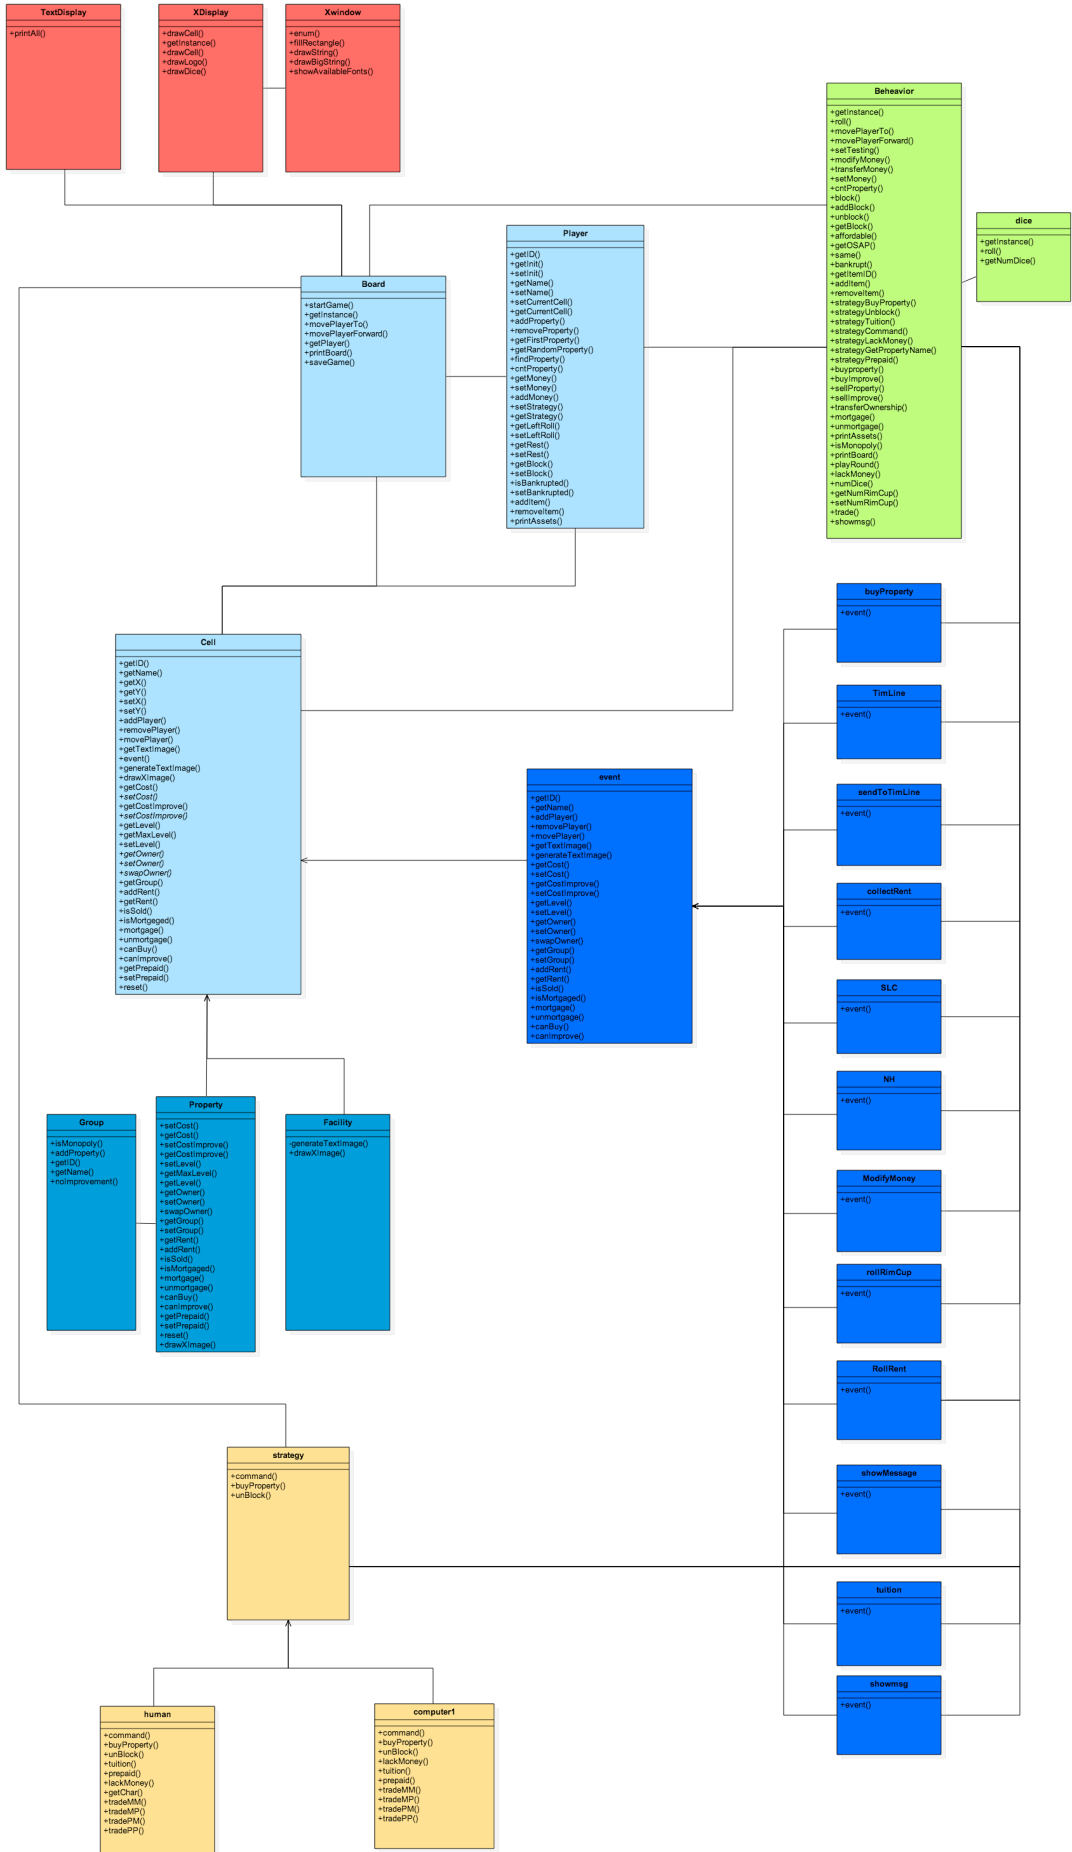 TextDisplay
+printAll()
XDisplay
+drawCell()
+getInstance()
+drawCell()
+drawLogo()
+drawDice()
Xwindow
+enum()
+fillRectangle()
+drawString()
+drawBigString()
+showAvailableFonts()
Beheavior
+getInstance()
+roll()
+movePlayerTo()
+movePlayerForward()
+setTesting()
+modifyMoney()
+transferMoney()
+setMoney()
+cntProperty()
+block()
+addBlock()
+unblock()
+getBlock()
+affordable()
+getOSAP()
+same()
+bankrupt()
+getItemID()
+addItem()
+removeItem()
+strategyBuyProperty()
+strategyUnblock()
+strategyTuition()
+strategyCommand()
+strategyLackMoney()
+strategyGetPropertyName()
+strategyPrepaid()
+buyproperty()
+buyImprove()
+sellProperty()
+sellImprove()
+transferOwnership()
+mortgage()
+unmortgage()
+printAssets()
+isMonopoly()
+printBoard()
+playRound()
+lackMoney()
+numDice()
+getNumRimCup()
+setNumRimCup()
+trade()
+showmsg()
dice
+getInstance()
+roll()
+getNumDice()
Player
+getID()
+getInit()
+setInit()
+getName()
+setName()
+setCurrentCell()
+getCurrentCell()
+addProperty()
+removeProperty()
+getFirstProperty()
+getRandomProperty()
+findProperty()
+cntProperty()
+getMoney()
+setMoney()
+addMoney()
+setStrategy()
+getStrategy()
+getLeftRoll()
+setLeftRoll()
+getRest()
+setRest()
+getBlock()
+setBlock()
+isBankrupted()
+setBankrupted()
+addItem()
+removeItem()
+printAssets()
Board
+startGame()
+getInstance()
+movePlayerTo()
+movePlayerForward()
+getPlayer()
+printBoard()
+saveGame()
Cell
+getID()
+getName()
+getX()
+getY()
+setX()
+setY()
+addPlayer()
+removePlayer()
+movePlayer()
+getTextImage()
+event()
+generateTextImage()
+drawXImage()
+getCost()
+setCost()
+getCostImprove()
+setCostImprove()
+getLevel()
+getMaxLevel()
+setLevel()
+getOwner()
+setOwner()
+swapOwner()
+getGroup()
+addRent()
+getRent()
+isSold()
+isMortgeged()
+mortgage()
+unmortgage()
+canBuy()
+canImprove()
+getPrepaid()
+setPrepaid()
+reset()
event
+getID()
+getName()
+addPlayer()
+removePlayer()
+movePlayer()
+getTextImage()
+generateTextImage()
+getCost()
+setCost()
+getCostImprove()
+setCostImprove()
+getLevel()
+setLevel()
+getOwner()
+setOwner()
+swapOwner()
+getGroup()
+setGroup()
+addRent()
+getRent()
+isSold()
+isMortgaged()
+mortgage()
+unmortgage()
+canBuy()
+canImprove()
buyProperty
+event()
TimLine
+event()
sendToTimLine
+event()
collectRent
+event()
SLC
+event()
NH
+event()
ModifyMoney
+event()
rollRimCup
+event()
RollRent
+event()
showMessage
+event()
tuition
+event()
showmsg
+event()
Group
+isMonopoly()
+addProperty()
+getID()
+getName()
+noImprovement()
Property
+setCost()
+getCost()
+setCostImprove()
+getCostImprove()
+setLevel()
+getMaxLevel()
+getLevel()
+getOwner()
+setOwner()
+swapOwner()
+getGroup()
+setGroup()
+getRent()
+addRent()
+isSold()
+isMortgaged()
+mortgage()
+unmortgage()
+canBuy()
+canImprove()
+getPrepaid()
+setPrepaid()
+reset()
+drawXImage()
Facility
-generateTextImage()
+drawXImage()
strategy
+command()
+buyProperty()
+unBlock()
human
+command()
+buyProperty()
+unBlock()
+tuition()
+prepaid()
+lackMoney()
+getChar()
+tradeMM()
+tradeMP()
+tradePM()
+tradePP()
computer1
+command()
+buyProperty()
+unBlock()
+lackMoney()
+tuition()
+prepaid()
+tradeMM()
+tradeMP()
+tradePM()
+tradePP()